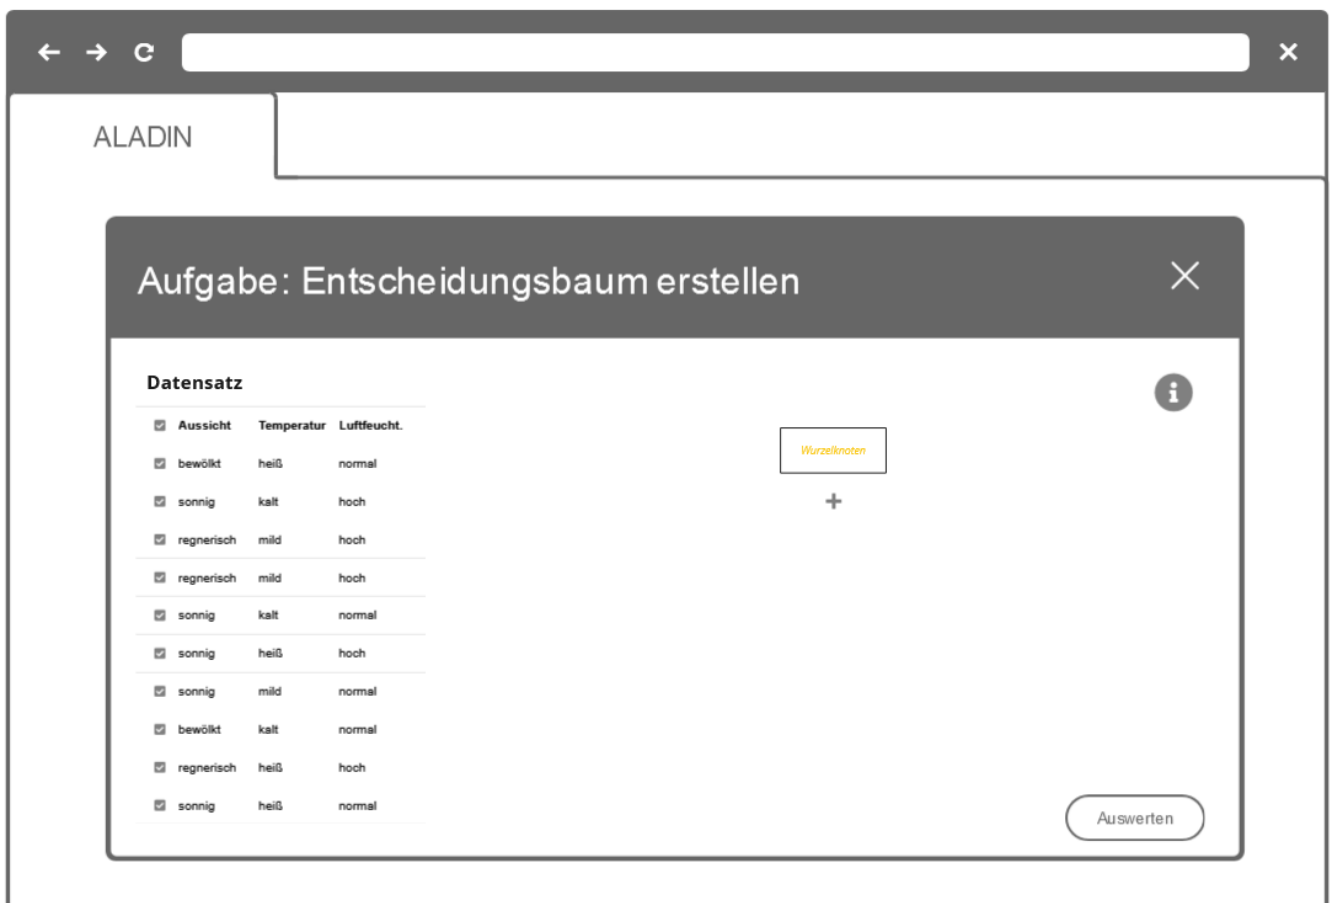 ALADIN
Aufgabe: Entscheidungsbaum erstellen
Datensatz
Aussicht Temperatur Luftfeucht.
bewölkt heiß normal
sonnig kalt hoch
regnerisch mild hoch
regnerisch mild hoch
sonnig kalt normal
sonnig heiß hoch
sonnig mild normal
bewölkt kalt normal
regnerisch heiß hoch
sonnig heiß normal
Wurzelknoten
Auswerten